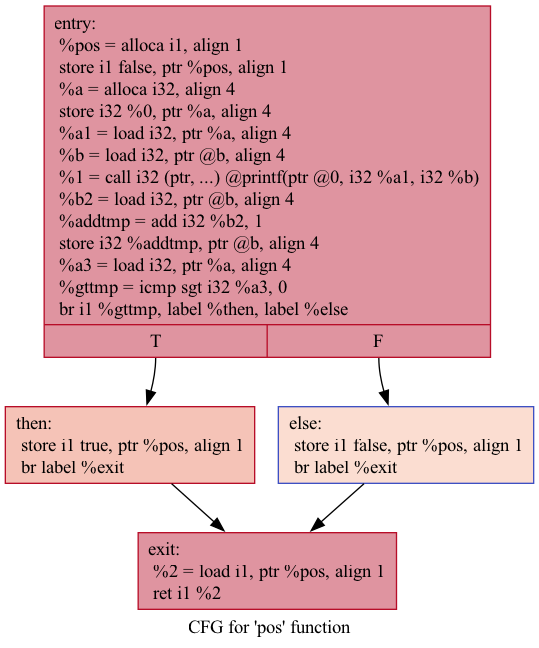 entry:
%pos = alloca i1, align 1
store i1 false, ptr %pos, align 1
%a = alloca i32, align 4
store i32 %0, ptr %a, align 4
%a1 = load i32, ptr %a, align 4
%b = load i32, ptr @b, align 4
%1 = call i32 (ptr, ...) @printf(ptr @0, i32 %a1, i32 %b)
%b2 = load i32, ptr @b, align 4
%addtmp = add i32 %b2, 1
store i32 %addtmp, ptr @b, align 4
%a3 = load i32, ptr %a, align 4
%gttmp = icmp sgt i32 %a3, 0
br i1 %gttmp, label %then, label %else
T
F
then:
store i1 true, ptr %pos, align 1
br label %exit
else:
store i1 false, ptr %pos, align 1
br label %exit
exit:
%2 = load i1, ptr %pos, align 1
ret i1 %2
CFG for 'pos' function